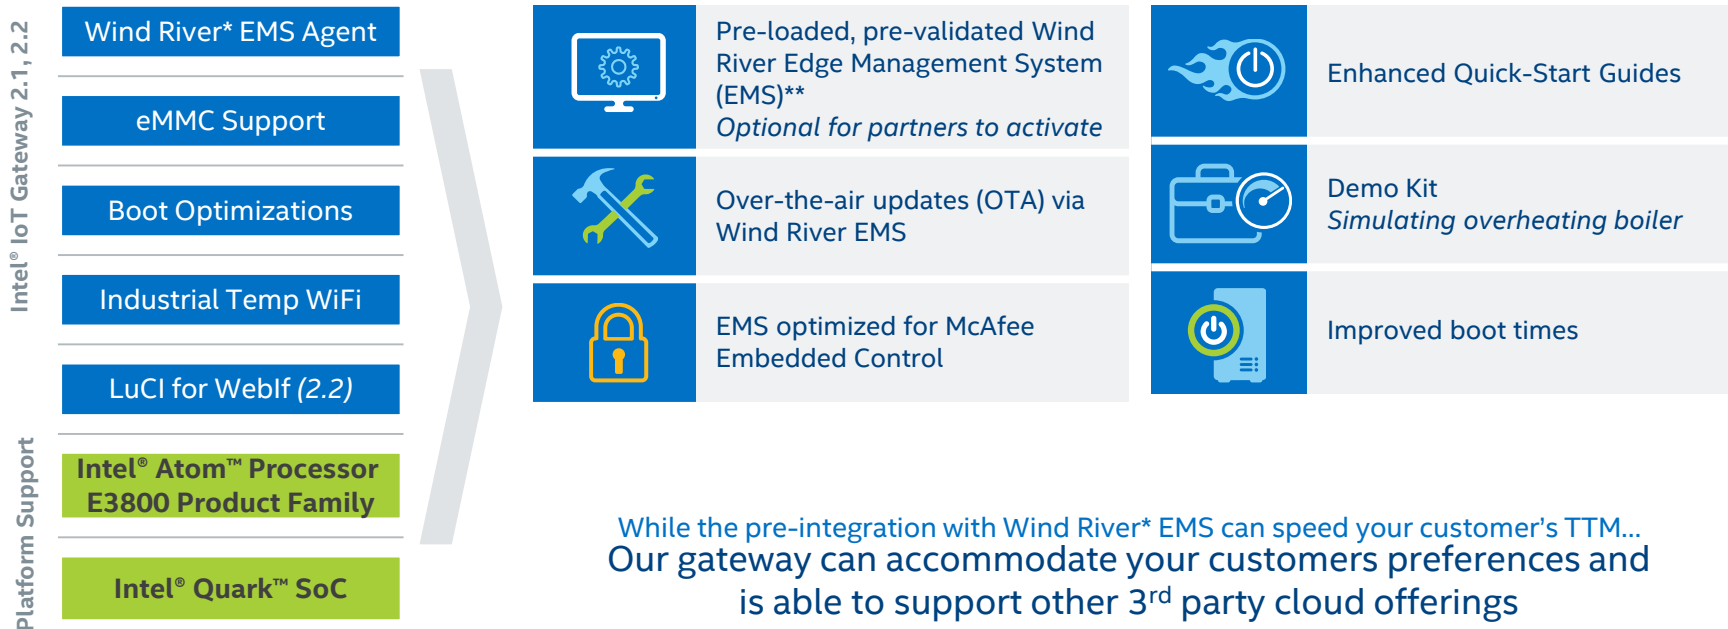 Intel® IoT Gateway 2.1, 2.2
Wind River* EMS Agent
eMMC Support
Boot Optimizations
Industrial Temp WiFi
LuCI for WebIf (2.2)
Platform Support
Intel® Atom™ Processor
E3800 Product Family
Intel® Quark™ SoC
Pre-loaded, pre-validated Wind
River Edge Management System
(EMS)**
Optional for partners to activate
Over-the-air updates (OTA) via
Wind River EMS
EMS optimized for McAfee
Embedded Control
Enhanced Quick-Start Guides
Demo Kit
Simulating overheating boiler
Improved boot times
While the pre-integration with Wind River* EMS can speed your customer’s TTM...
Our gateway can accommodate your customers preferences and
is able to support other 3rd party cloud offerings